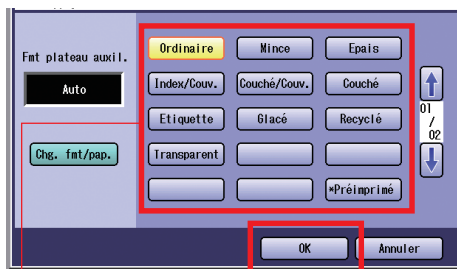 Fmt plateau auxil.
Auto
Chg. fmt/pap.
Ordinaire Mince Epais
Index/Couv. Couché/Couv. Couché
Etiquette Glacé Recyclé
Transparent
*Préimprimé
01
/
02
OK Annuler